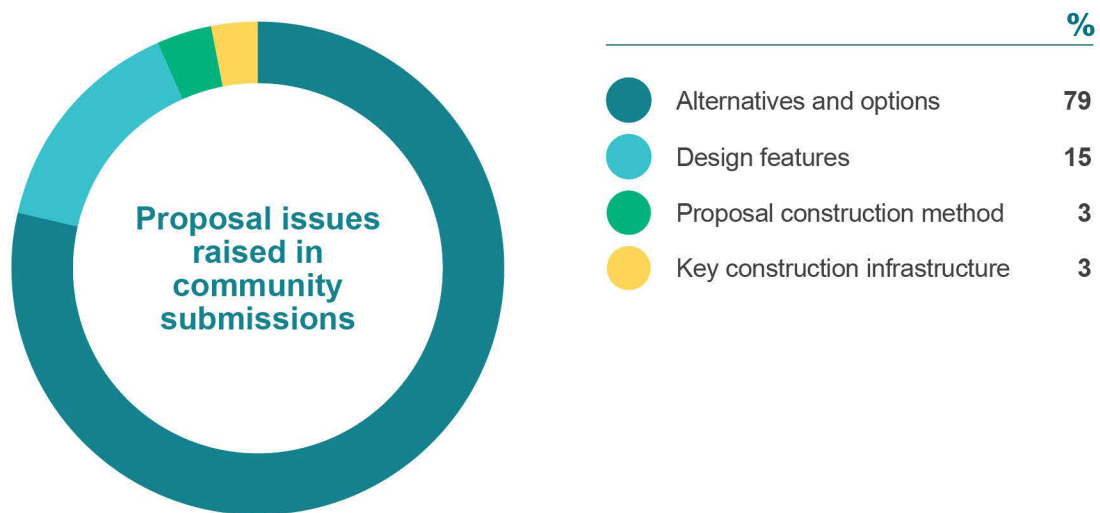 Proposal issues
raised in
community
submissions
%
Alternatives and options 79
Design features 15
Proposal construction method 3
Key construction infrastructure 3